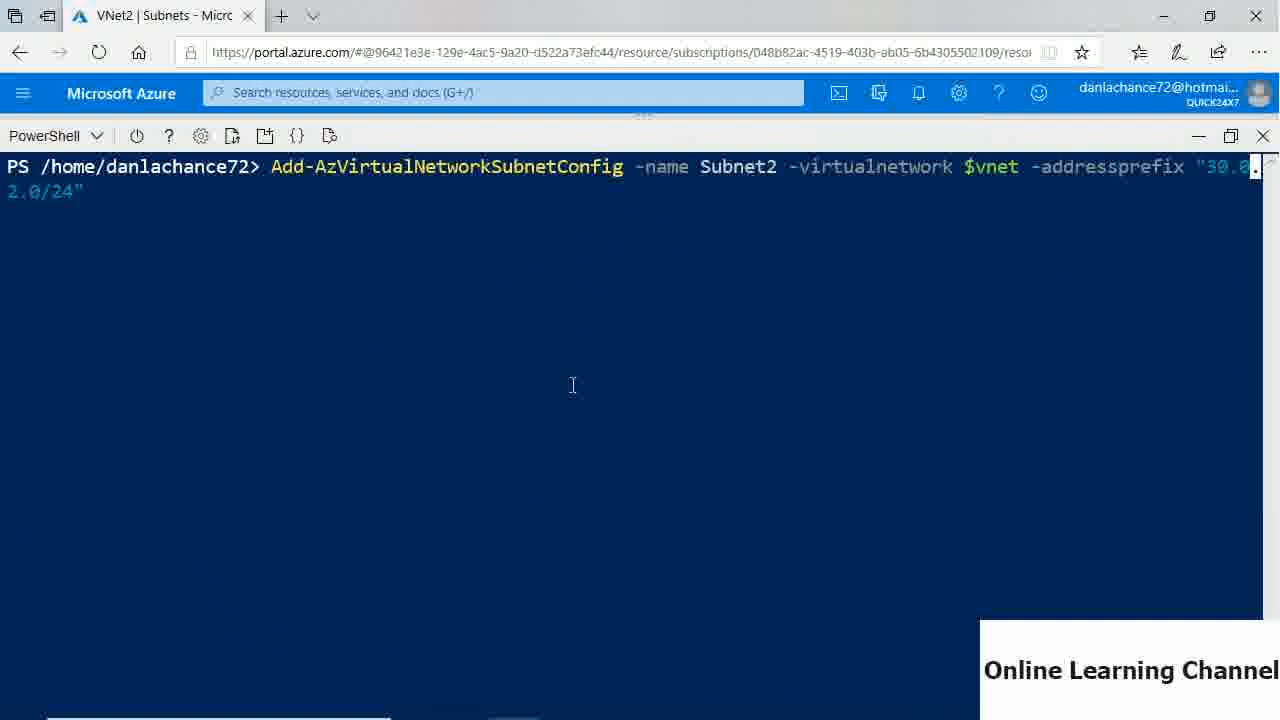 VNet2 | Subnets - Micro
https://portal.azure.com/#@96421e3e-129e-4ac5-9a20-d522a73efc44/resource/subscriptions/048b82ac-4519-403b-ab05-6b4305502109/resou
Microsoft Azure
Search resources, services, and docs (G+/)
danlachance72@hotmai...
QUICK24X7
PowerShell
PS /home/danlachance72> Add-AzVirtualNetworkSubnetConfig -name Subnet2 -virtualnetwork $vnet -addressprefix "30.0.
2.0/24"
Online Learning Channel